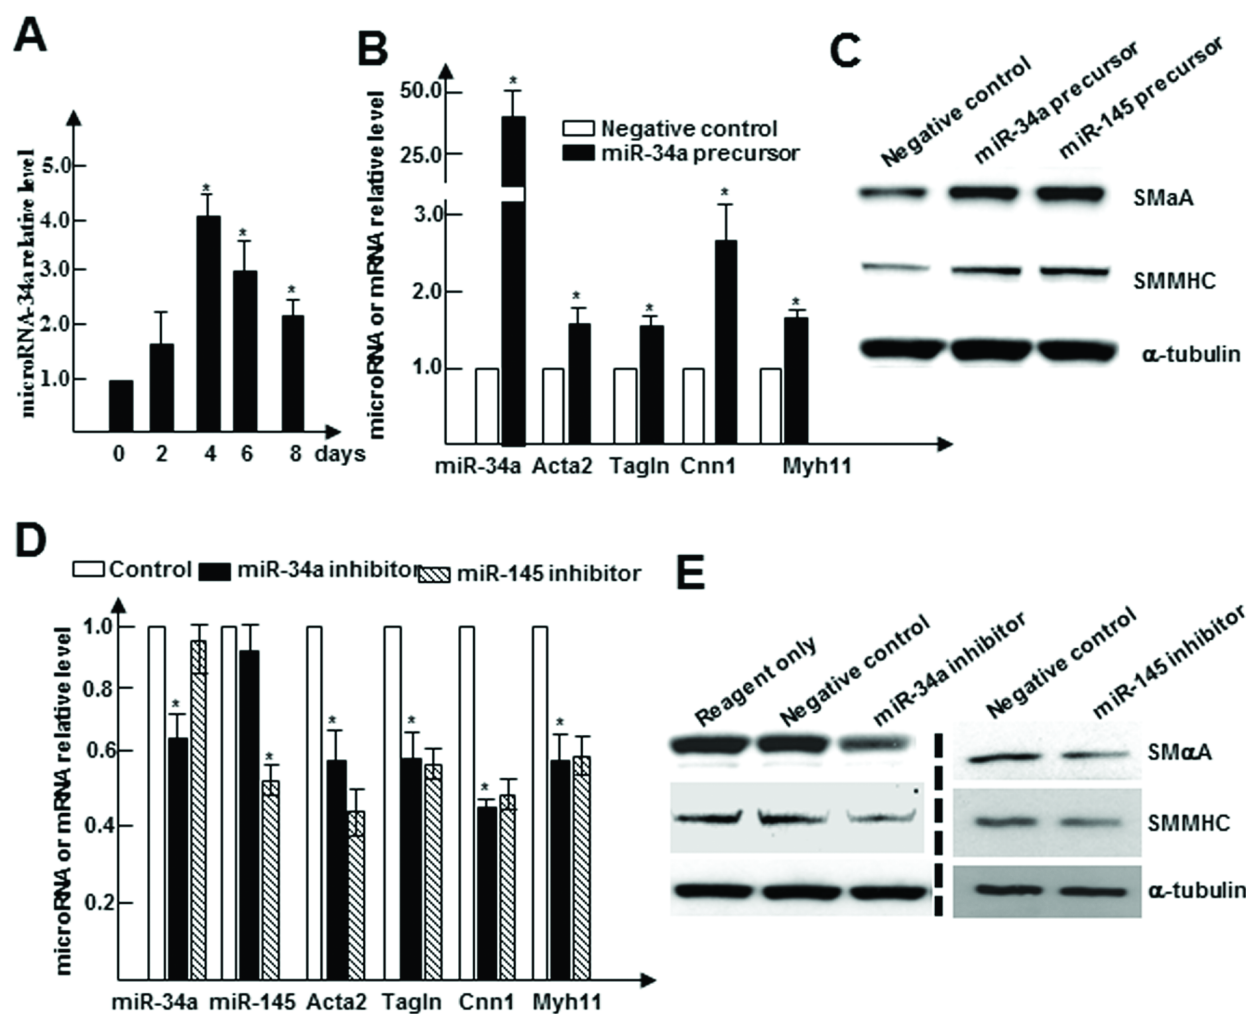 A
microRNA-34a relative level
5.0
4.0
3.0
2.0
1.0
*
*
*
0 2 4 6 8 days
B
microRNA or mRNA relative level
50.0
25.0
3.0
2.0
1.0
Negative control
miR-34a precursor
*
*
*
*
*
miR-34a Acta2 Tagln Cnn1 Myh11
C
Negative control
miR-34a precursor
miR-145 precursor
SMaA
SMMHC
α-tubulin
D
Control miR-34a inhibitor miR-145 inhibitor
microRNA or mRNA relative level
1.0
0.8
0.6
0.4
0.2
*
*
*
*
*
*
miR-34a miR-145 Acta2 Tagln Cnn1 Myh11
E
Reagent only
Negative control
miR-34a inhibitor
Negative control
miR-145 inhibitor
SMαA
SMMHC
α-tubulin